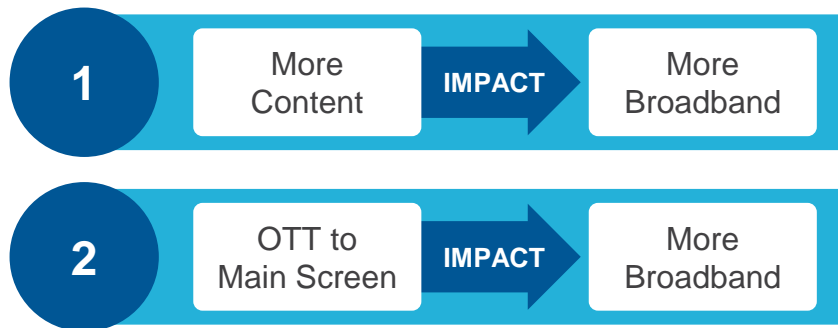 1
More
Content
IMPACT
More
Broadband
2
OTT to
Main Screen
IMPACT
More
Broadband